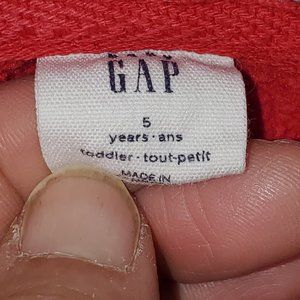 GAP
5
years·ans
toddler·tout-petit
MADE IN